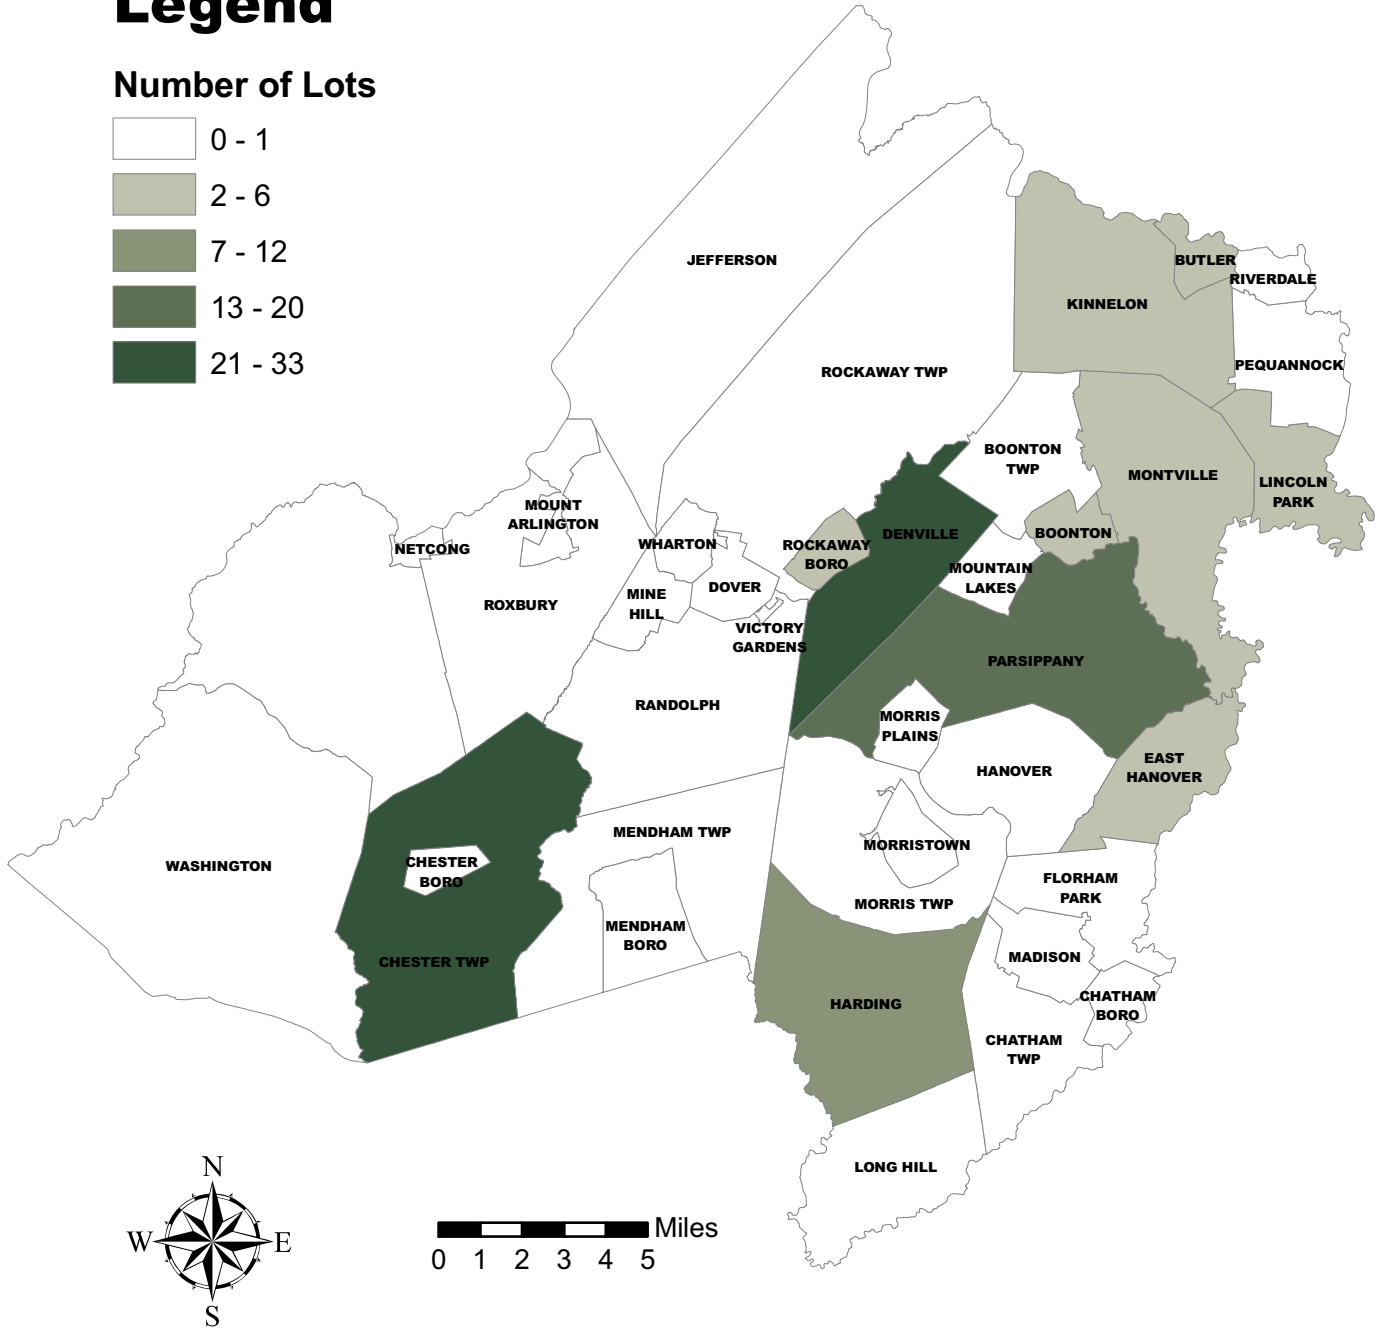 Legend
Number of Lots
0 - 1
2 - 6
7 - 12
13 - 20
21 - 33
JEFFERSON
BUTLER
RIVERDALE
KINNELON
ROCKAWAY TWP
PEQUANNOCK
BOONTON
TWP
MONTVILLE
LINCOLN
PARK
MOUNT
ARLINGTON
NETCONG
WHARTON
ROCKAWAY
BORO
DENVILLE
BOONTON
MOUNTAIN
LAKES
ROXBURY
MINE
HILL
DOVER
VICTORY
GARDENS
PARSIPPANY
RANDOLPH
MORRIS
PLAINS
HANOVER
EAST
HANOVER
MENDHAM TWP
MORRISTOWN
WASHINGTON
CHESTER
BORO
FLORHAM
PARK
MORRIS TWP
MENDHAM
BORO
MADISON
CHESTER TWP
HARDING
CHATHAM
BORO
CHATHAM
TWP
LONG HILL
N
W
E
S
Miles
0 1 2 3 4 5